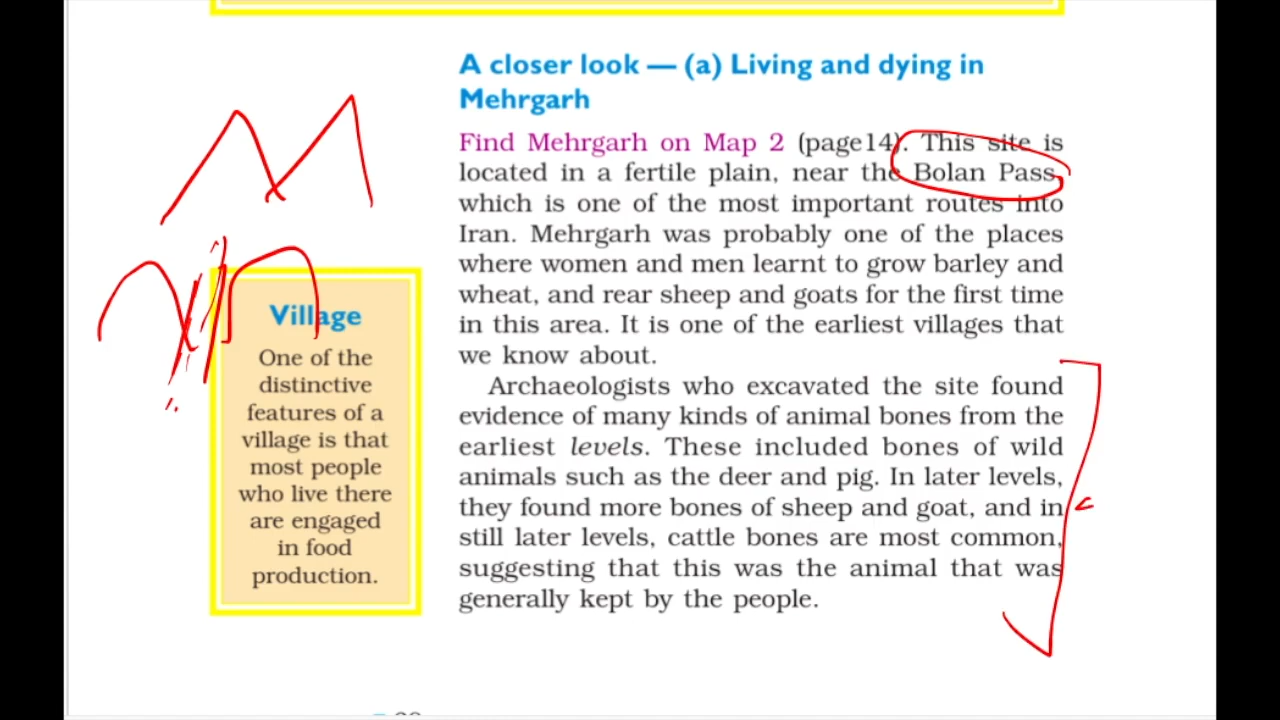 A closer look — (a) Living and dying in
Mehrgarh
Find Mehrgarh on Map 2 (page14). This site is
located in a fertile plain, near the Bolan Pass,
which is one of the most important routes into
Iran. Mehrgarh was probably one of the places
where women and men learnt to grow barley and
wheat, and rear sheep and goats for the first time
in this area. It is one of the earliest villages that
we know about.
Archaeologists who excavated the site found
evidence of many kinds of animal bones from the
earliest levels. These included bones of wild
animals such as the deer and pig. In later levels,
they found more bones of sheep and goat, and in
still later levels, cattle bones are most common,
suggesting that this was the animal that was
generally kept by the people.
Village
One of the
distinctive
features of a
village is that
most people
who live there
are engaged
in food
production.